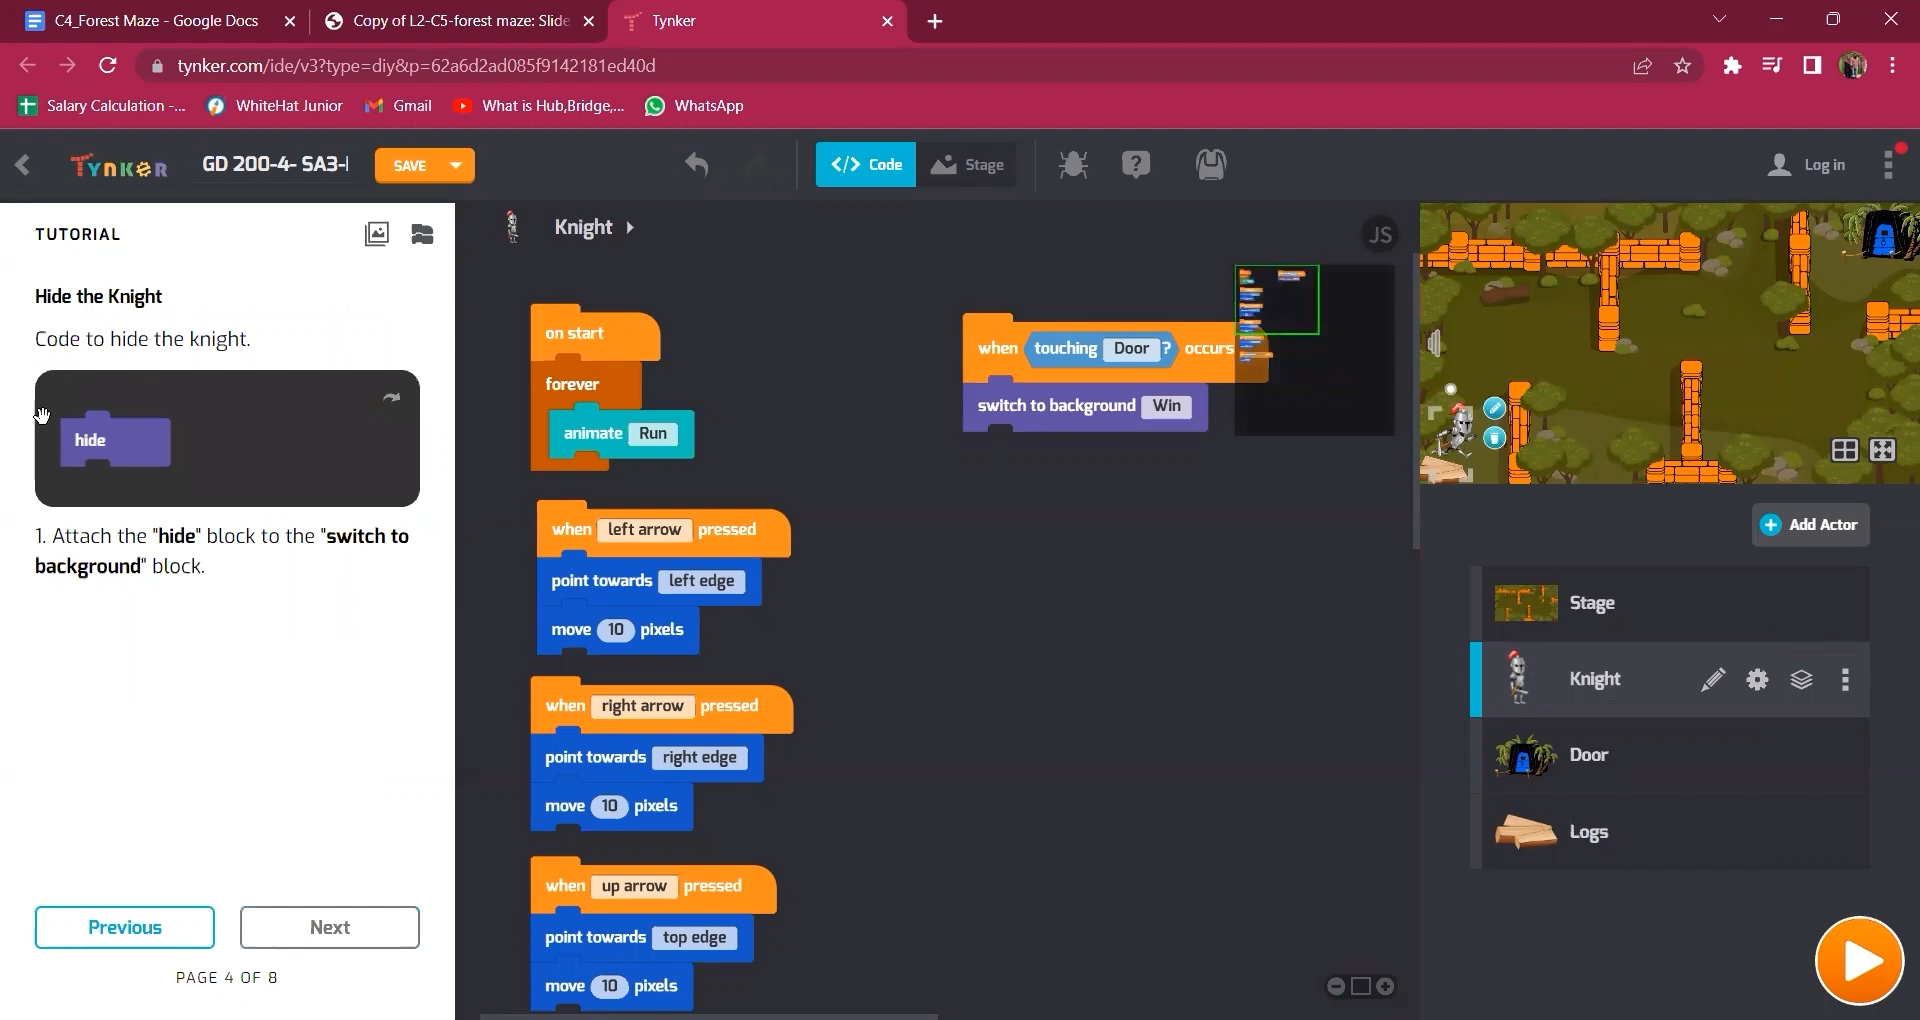 C4_Forest Maze - Google Docs
Copy of L2-C5-forest maze: Slide
Tynker
tynker.com/ide/v3?type=diy&p=62a6d2ad085f9142181ed40d
Salary Calculation -...
WhiteHat Junior
Gmail
What is Hub,Bridge,...
WhatsApp
TYNKER
GD 200-4- SA3-
SAVE
</> Code
Stage
Log in
TUTORIAL
Hide the Knight
Code to hide the knight.
hide
1. Attach the "hide" block to the "switch to
background" block.
Previous
Next
PAGE 4 OF 8
Knight
JS
on start
forever
animate Run
when left arrow pressed
point towards left edge
move 10 pixels
when right arrow pressed
point towards right edge
move 10 pixels
when up arrow pressed
point towards top edge
move 10 pixels
when touching Door ? occurs
switch to background Win
Add Actor
Stage
Knight
Door
Logs